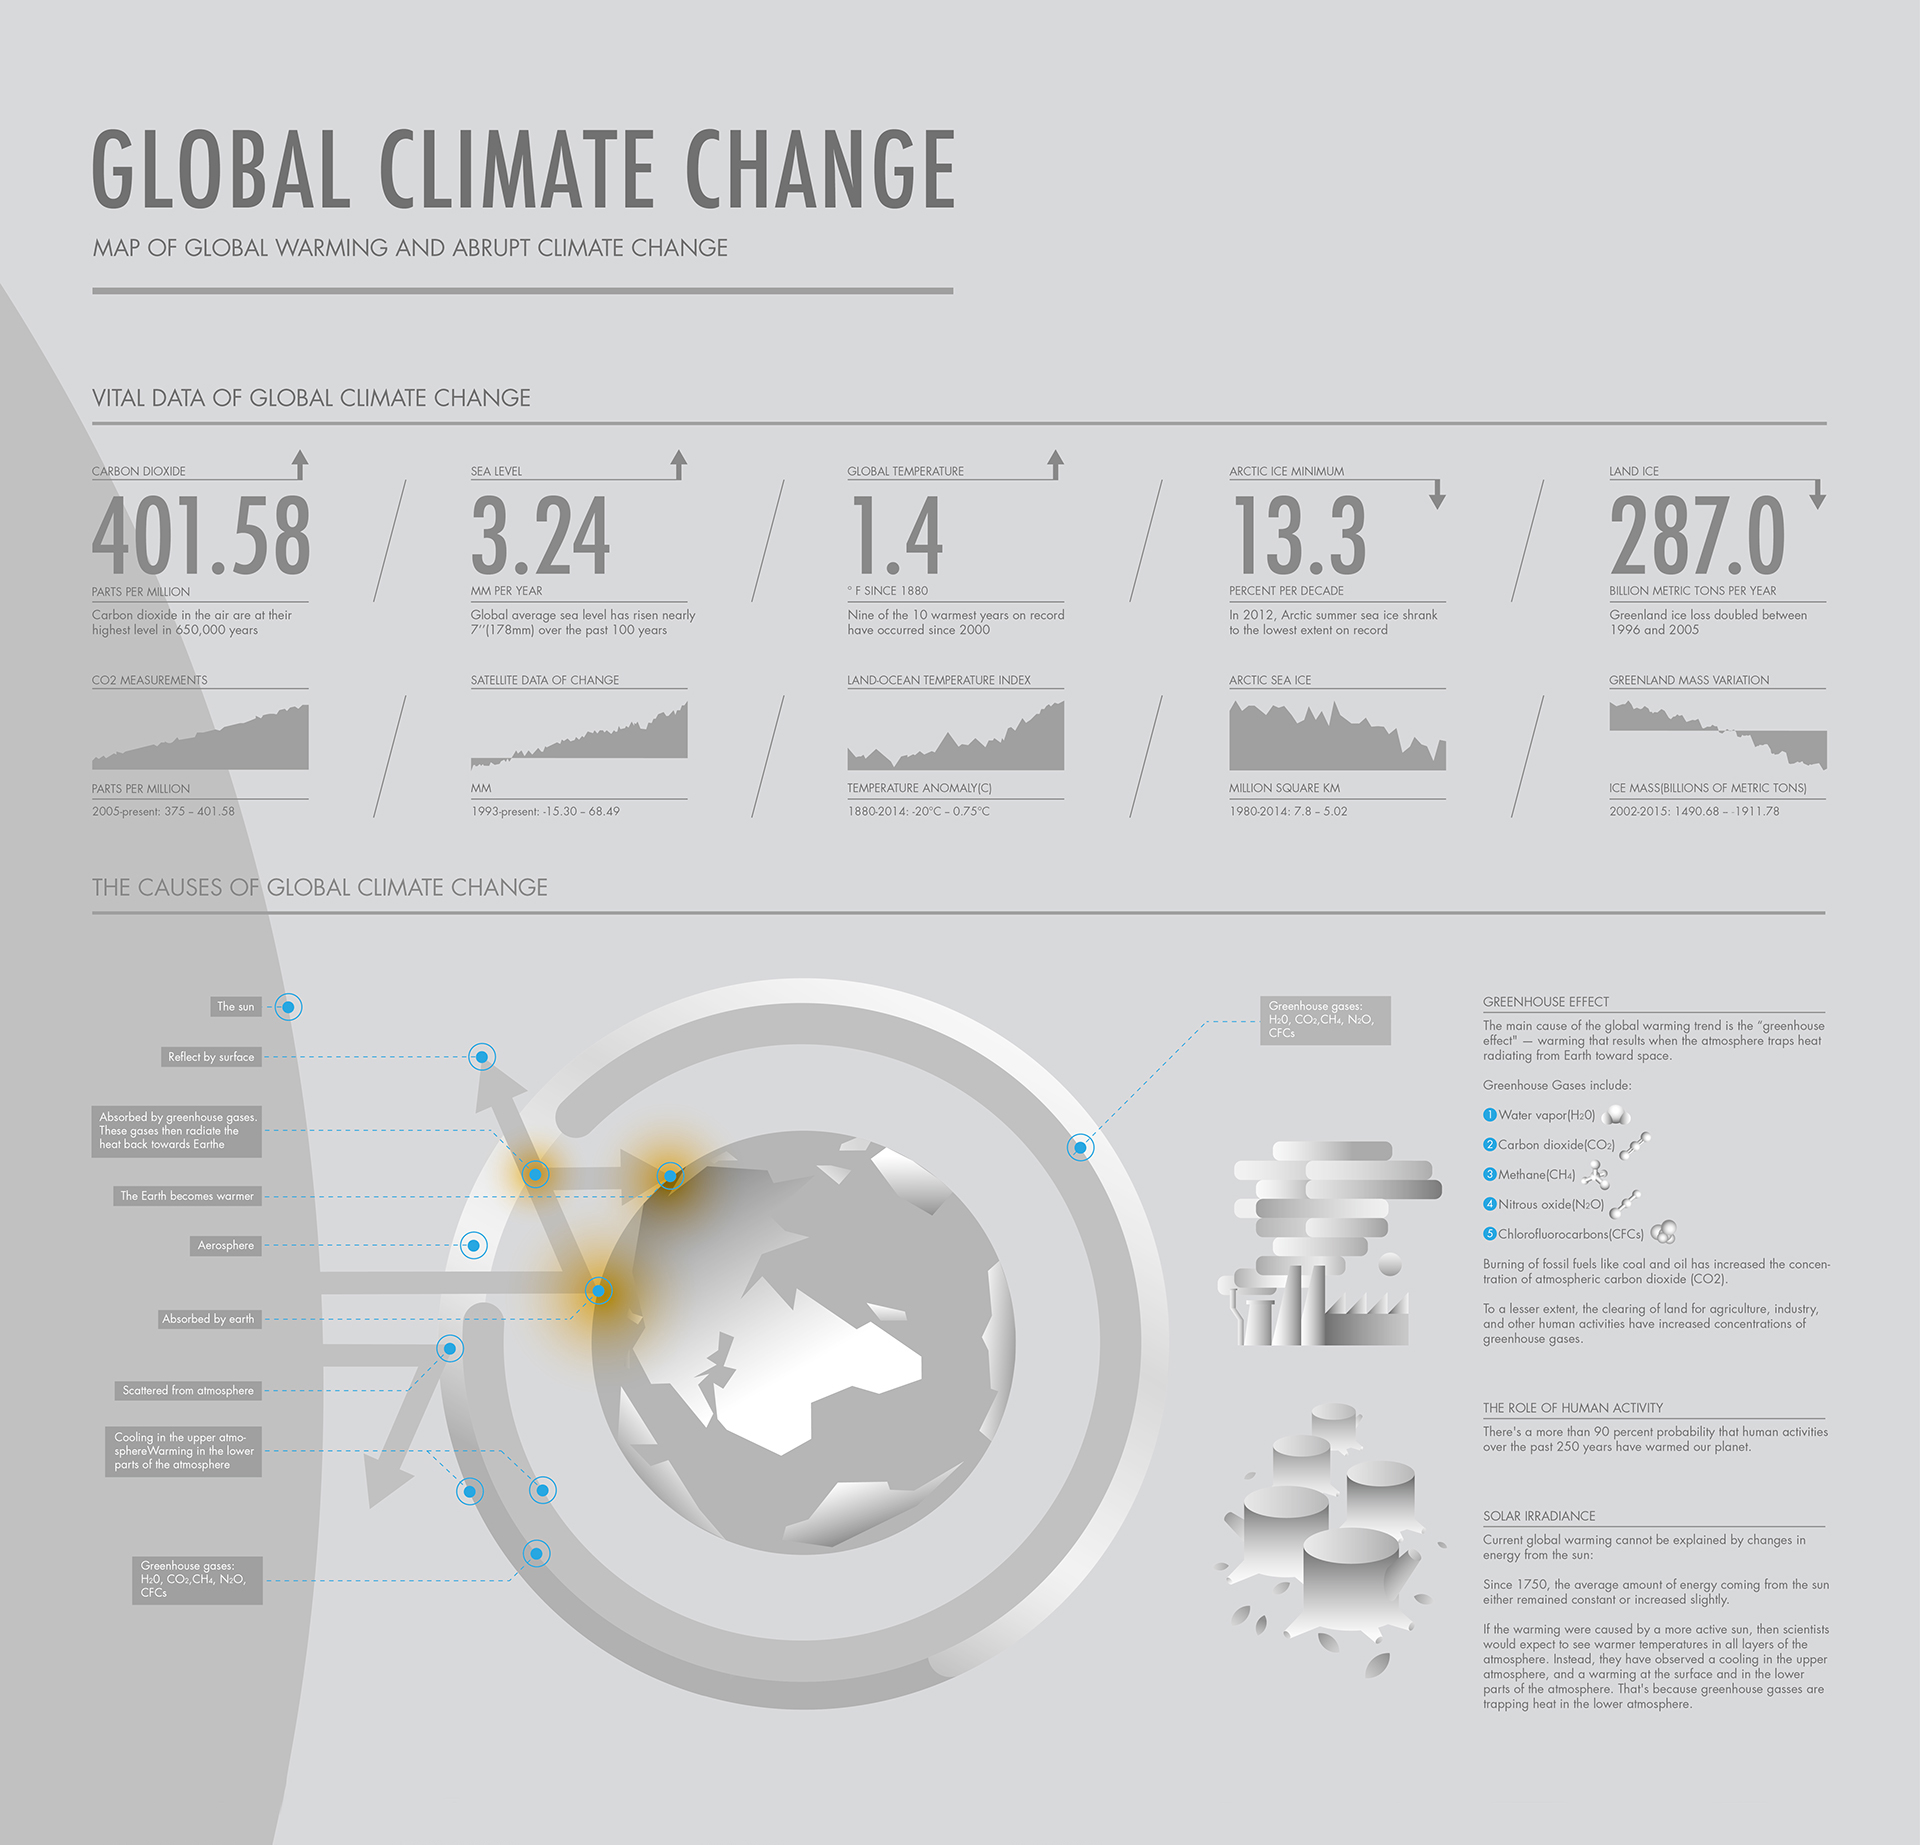 GLOBAL CLIMATE CHANGE
MAP OF GLOBAL WARMING AND ABRUPT CLIMATE CHANGE
VITAL DATA OF GLOBAL CLIMATE CHANGE
CARBON DIOXIDE
401.58
PARTS PER MILLION
Carbon dioxide in the air are at their
highest level in 650,000 years
SEA LEVEL
3.24
MM PER YEAR
Global average sea level has risen nearly
7’’(178mm) over the past 100 years
GLOBAL TEMPERATURE
1.4
° F SINCE 1880
Nine of the 10 warmest years on record
have occurred since 2000
ARCTIC ICE MINIMUM
13.3
PERCENT PER DECADE
In 2012, Arctic summer sea ice shrank
to the lowest extent on record
LAND ICE
287.0
BILLION METRIC TONS PER YEAR
Greenland ice loss doubled between
1996 and 2005
CO2 MEASUREMENTS
PARTS PER MILLION
2005-present: 375 – 401.58
SATELLITE DATA OF CHANGE
MM
1993-present: -15.30 – 68.49
LAND-OCEAN TEMPERATURE INDEX
TEMPERATURE ANOMALY(C)
1880-2014: -20°C – 0.75°C
ARCTIC SEA ICE
MILLION SQUARE KM
1980-2014: 7.8 – 5.02
GREENLAND MASS VARIATION
ICE MASS(BILLIONS OF METRIC TONS)
2002-2015: 1490.68 – -1911.78
THE CAUSES OF GLOBAL CLIMATE CHANGE
The sun
Reflect by surface
Absorbed by greenhouse gases.
These gases then radiate the
heat back towards Earthe
The Earth becomes warmer
Aerosphere
Absorbed by earth
Scattered from atmosphere
Cooling in the upper atmo-
sphereWarming in the lower
parts of the atmosphere
Greenhouse gases:
H20, CO2,CH4, N2O,
CFCs
Greenhouse gases:
H20, CO2,CH4, N2O,
CFCs
GREENHOUSE EFFECT
The main cause of the global warming trend is the “greenhouse
effect" — warming that results when the atmosphere traps heat
radiating from Earth toward space.
Greenhouse Gases include:
1 Water vapor(H20)
2 Carbon dioxide(CO2)
3 Methane(CH4)
4 Nitrous oxide(N2O)
5 Chlorofluorocarbons(CFCs)
Burning of fossil fuels like coal and oil has increased the concen-
tration of atmospheric carbon dioxide (CO2).
To a lesser extent, the clearing of land for agriculture, industry,
and other human activities have increased concentrations of
greenhouse gases.
THE ROLE OF HUMAN ACTIVITY
There's a more than 90 percent probability that human activities
over the past 250 years have warmed our planet.
SOLAR IRRADIANCE
Current global warming cannot be explained by changes in
energy from the sun:
Since 1750, the average amount of energy coming from the sun
either remained constant or increased slightly.
If the warming were caused by a more active sun, then scientists
would expect to see warmer temperatures in all layers of the
atmosphere. Instead, they have observed a cooling in the upper
atmosphere, and a warming at the surface and in the lower
parts of the atmosphere. That's because greenhouse gasses are
trapping heat in the lower atmosphere.